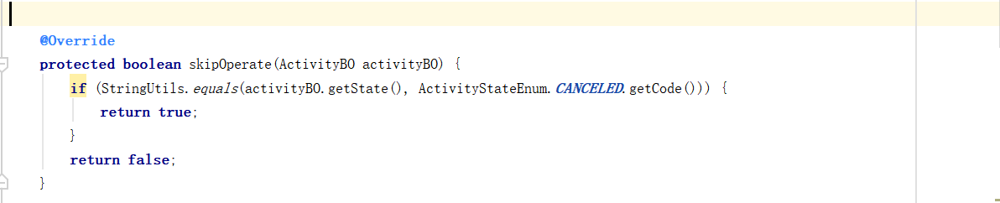 @Override
protected boolean skipOperate(ActivityBO activityBO) {
if (StringUtils.equals(activityBO.getState(), ActivityStateEnum.CANCELED.getCode())) {
return true;
}
return false;
}